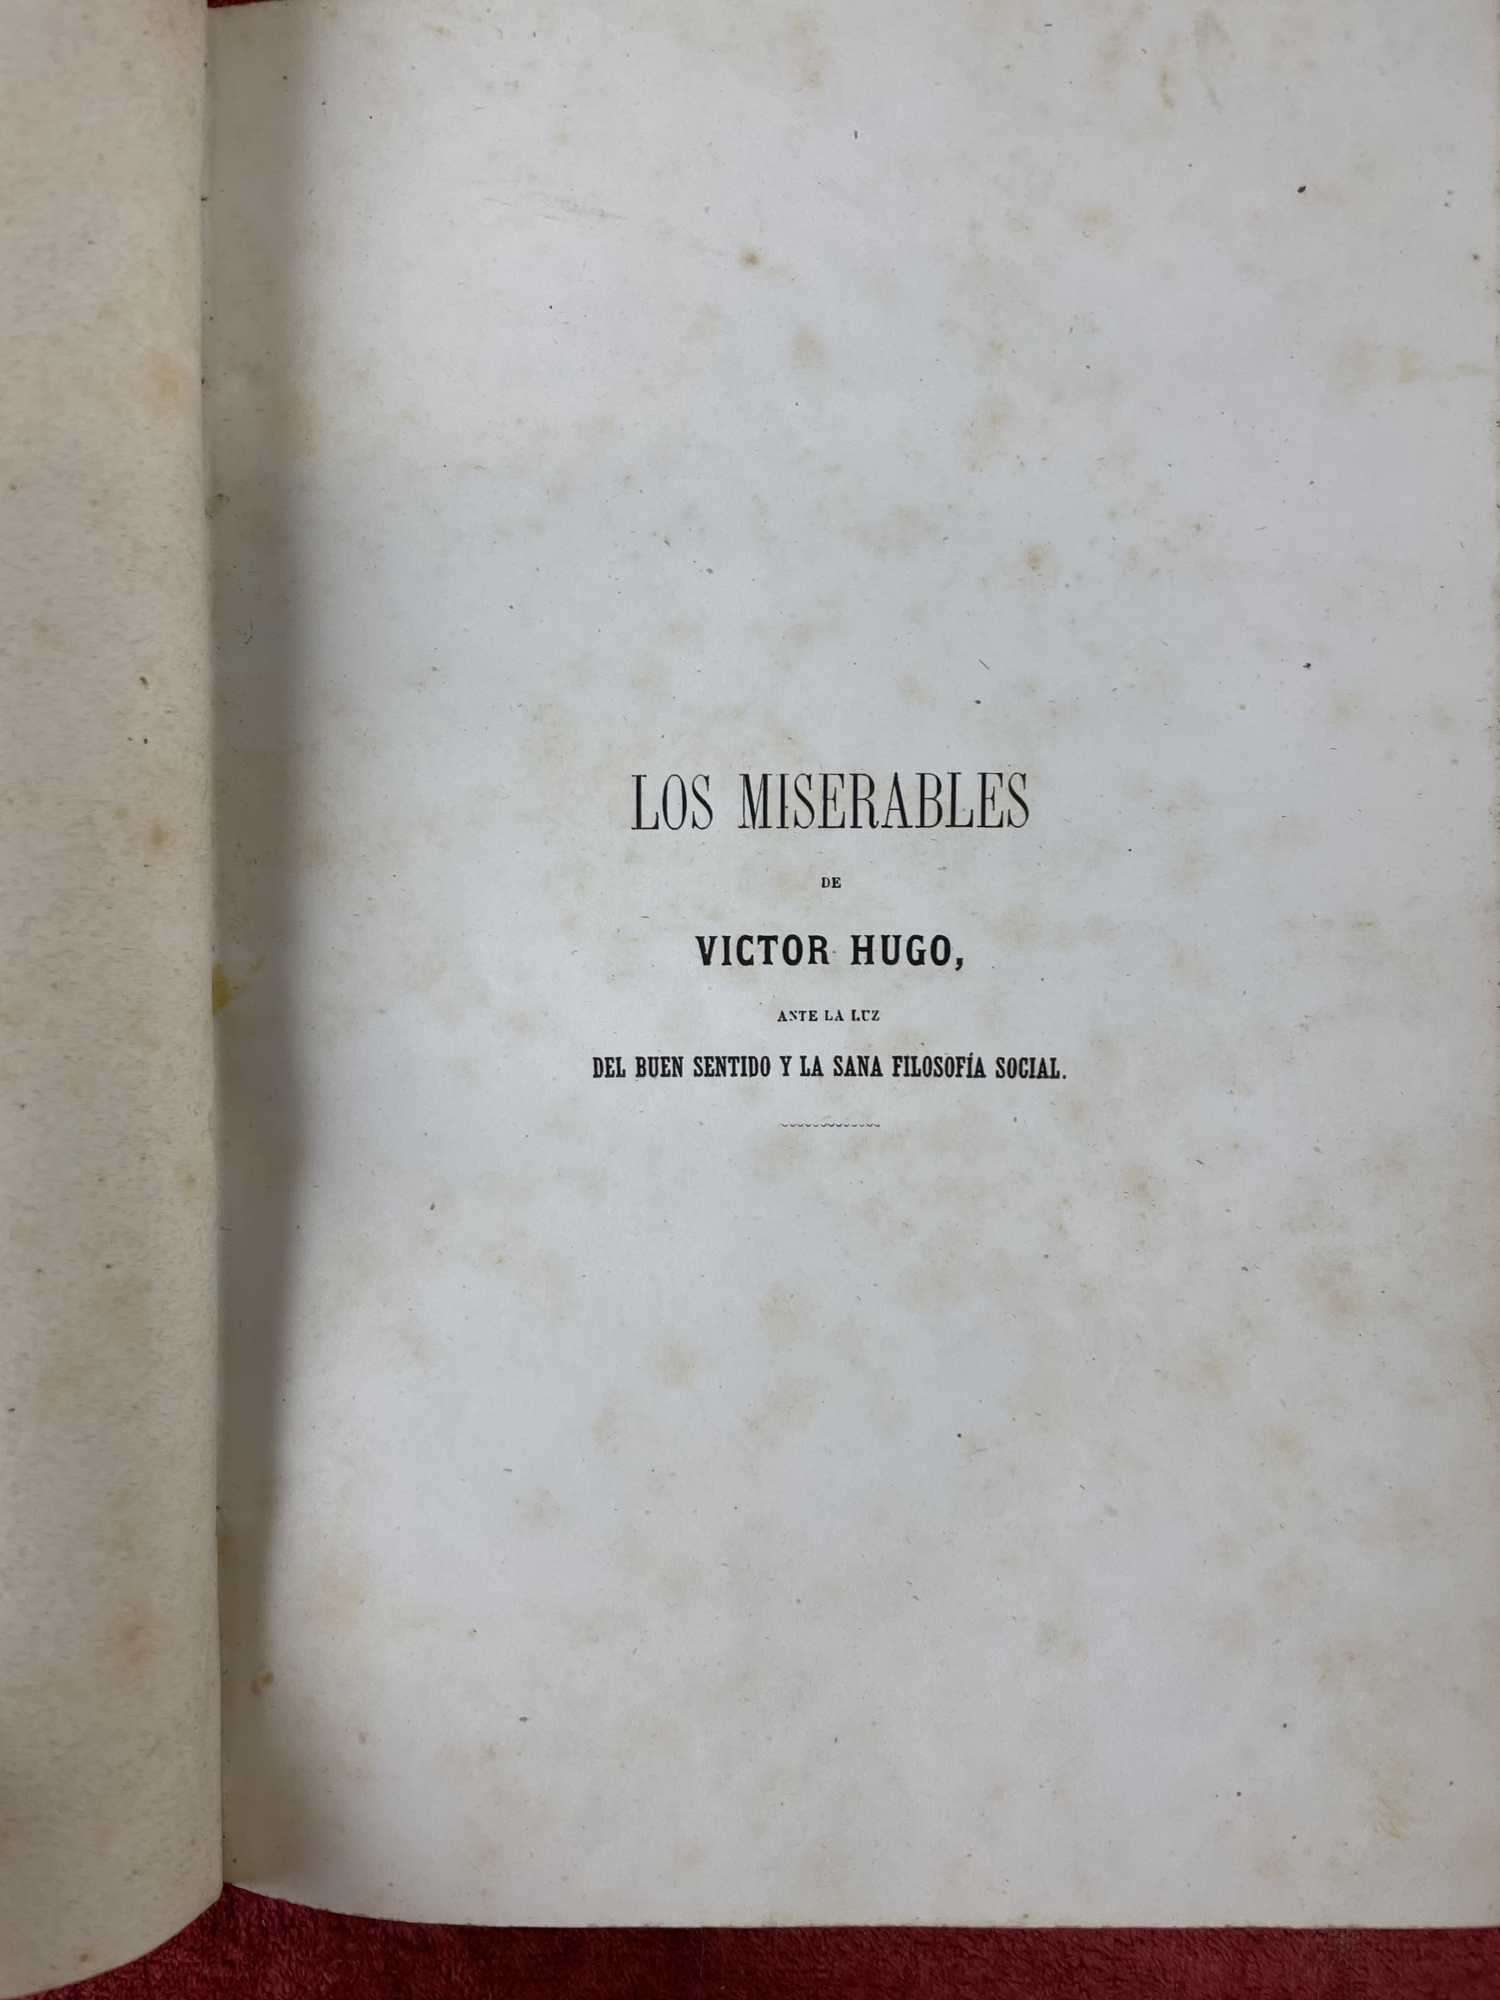 LOS MISERABLES
DE
VICTOR HUGO,
ANTE LA LUZ
DEL BUEN SENTIDO Y LA SANA FILOSOFÍA SOCIAL.